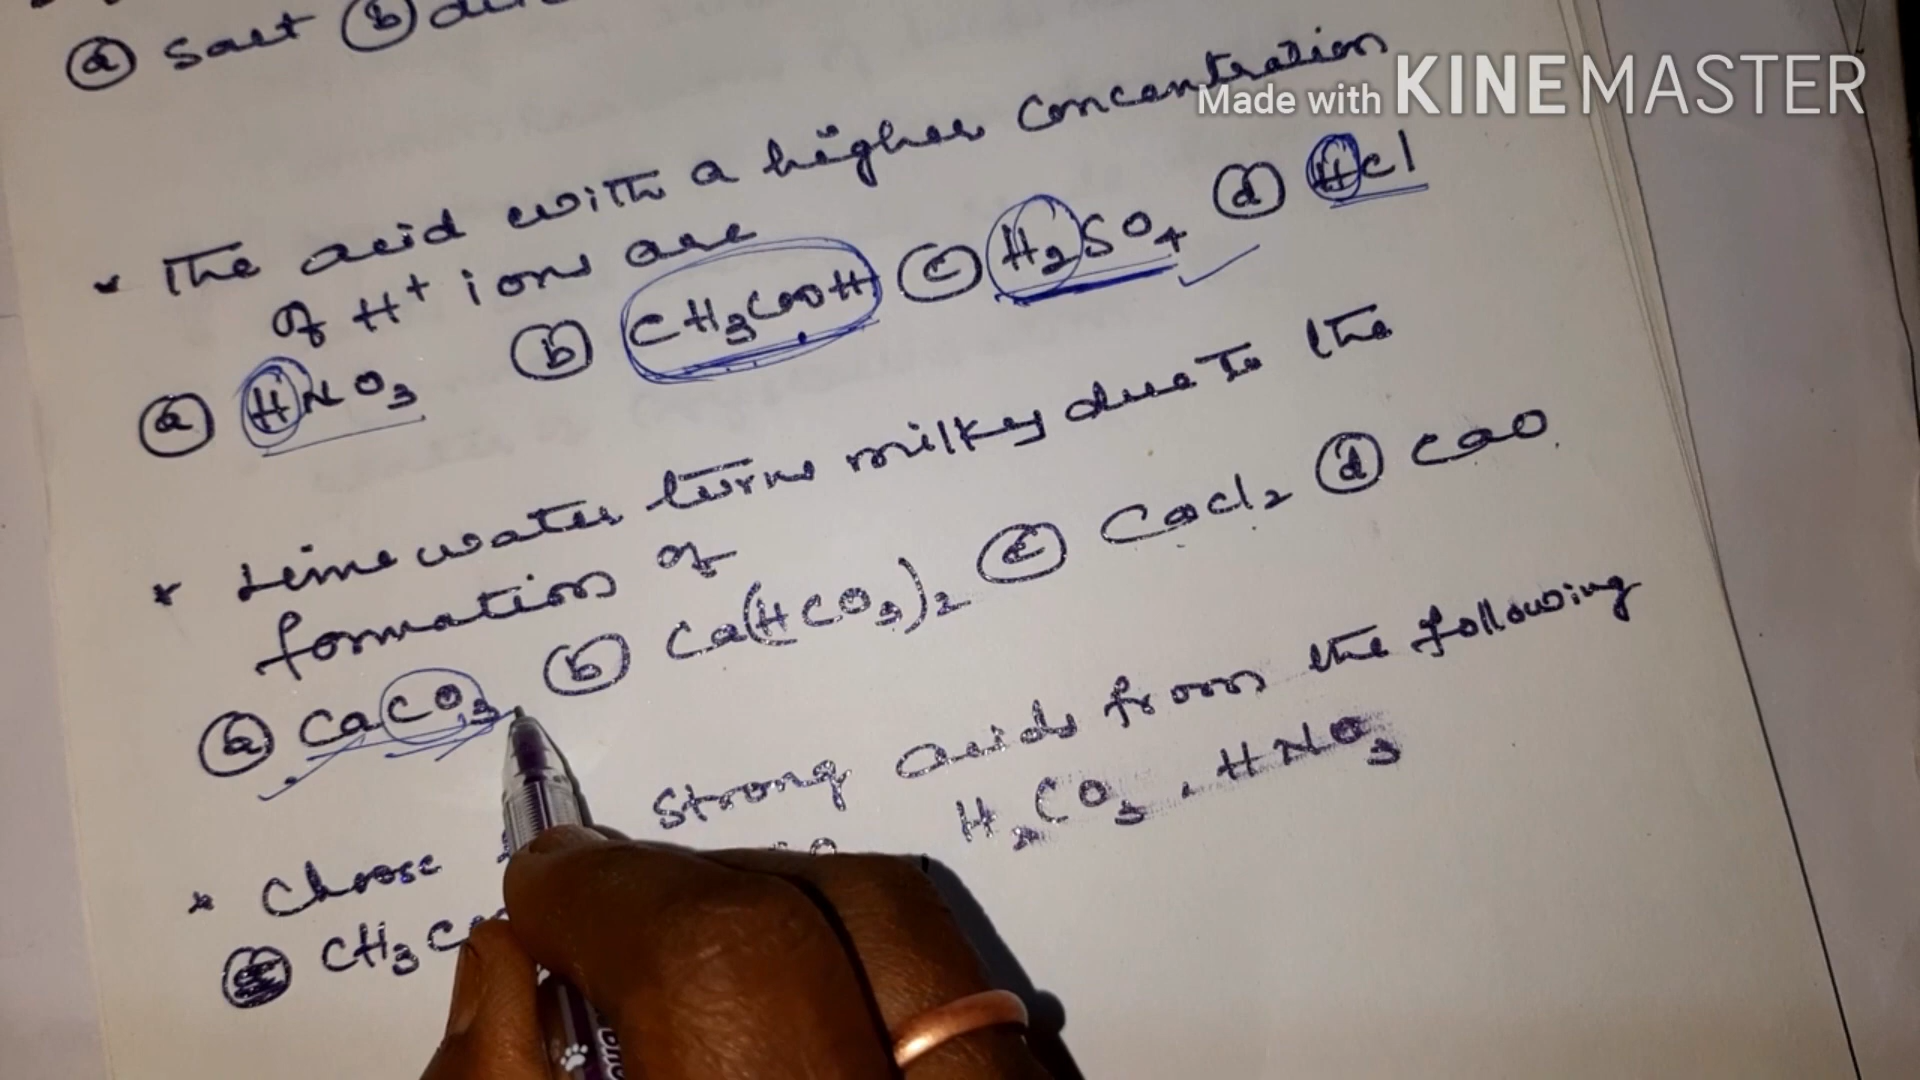 ⓐ Salt ⓑ
Made with KINEMASTER
* The acid with a higher concentration
of H+ ions are
ⓐ HNO3 ⓑ CH3COOH ⓒ H2SO4 ⓓ HCl
* Lime water turns milky due to the
formation of
ⓐ CaCO3 ⓑ Ca(HCO3)2 ⓒ CaCl2 ⓓ CaO.
* Choose strong acids from the following
CH3C H2CO3, HNO3